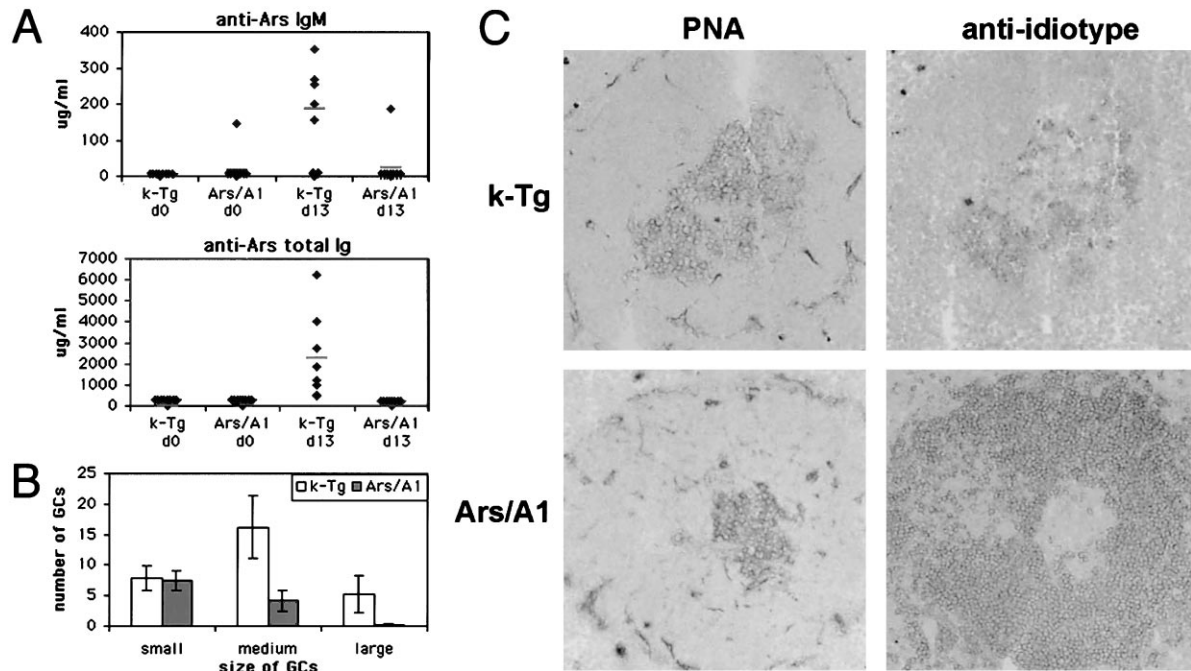 A
anti-Ars IgM
ug/ml
400
300
200
100
0
k-Tg d0
Ars/A1 d0
k-Tg d13
Ars/A1 d13
anti-Ars total Ig
ug/ml
7000
6000
5000
4000
3000
2000
1000
0
k-Tg d0
Ars/A1 d0
k-Tg d13
Ars/A1 d13
B
number of GCs
25
20
15
10
5
0
k-Tg Ars/A1
small medium large
size of GCs
C
PNA anti-idiotype
k-Tg
Ars/A1